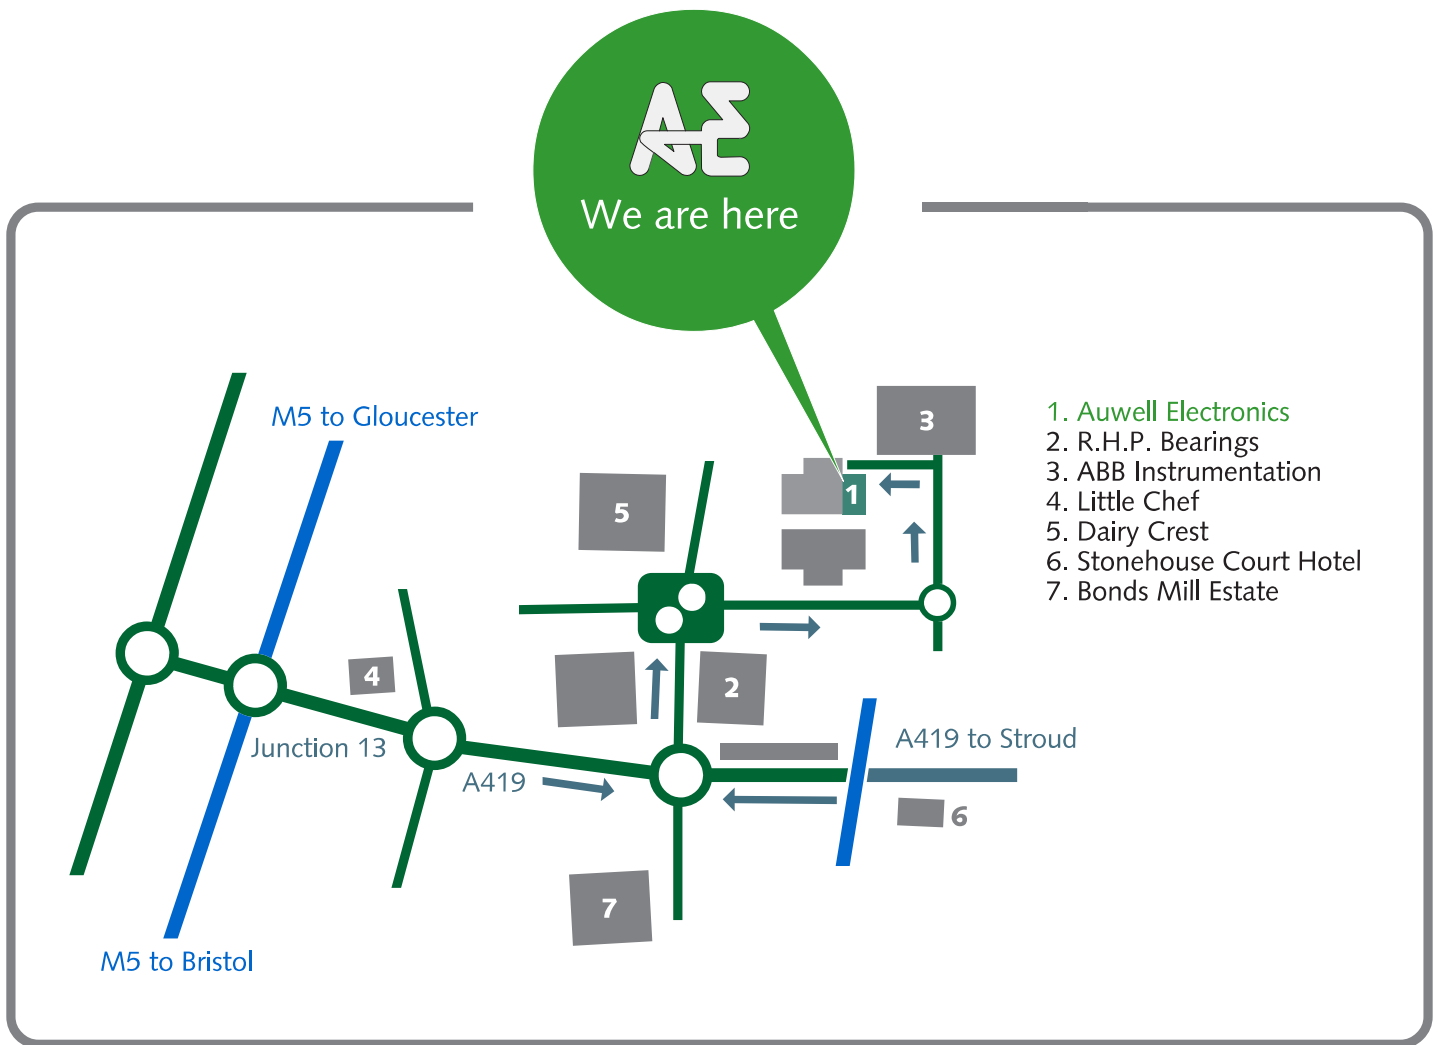 AE
We are here
M5 to Gloucester
3
1. Auwell Electronics
2. R.H.P. Bearings
3. ABB Instrumentation
4. Little Chef
5. Dairy Crest
6. Stonehouse Court Hotel
7. Bonds Mill Estate
1
5
4
2
Junction 13
A419 to Stroud
A419
6
7
M5 to Bristol